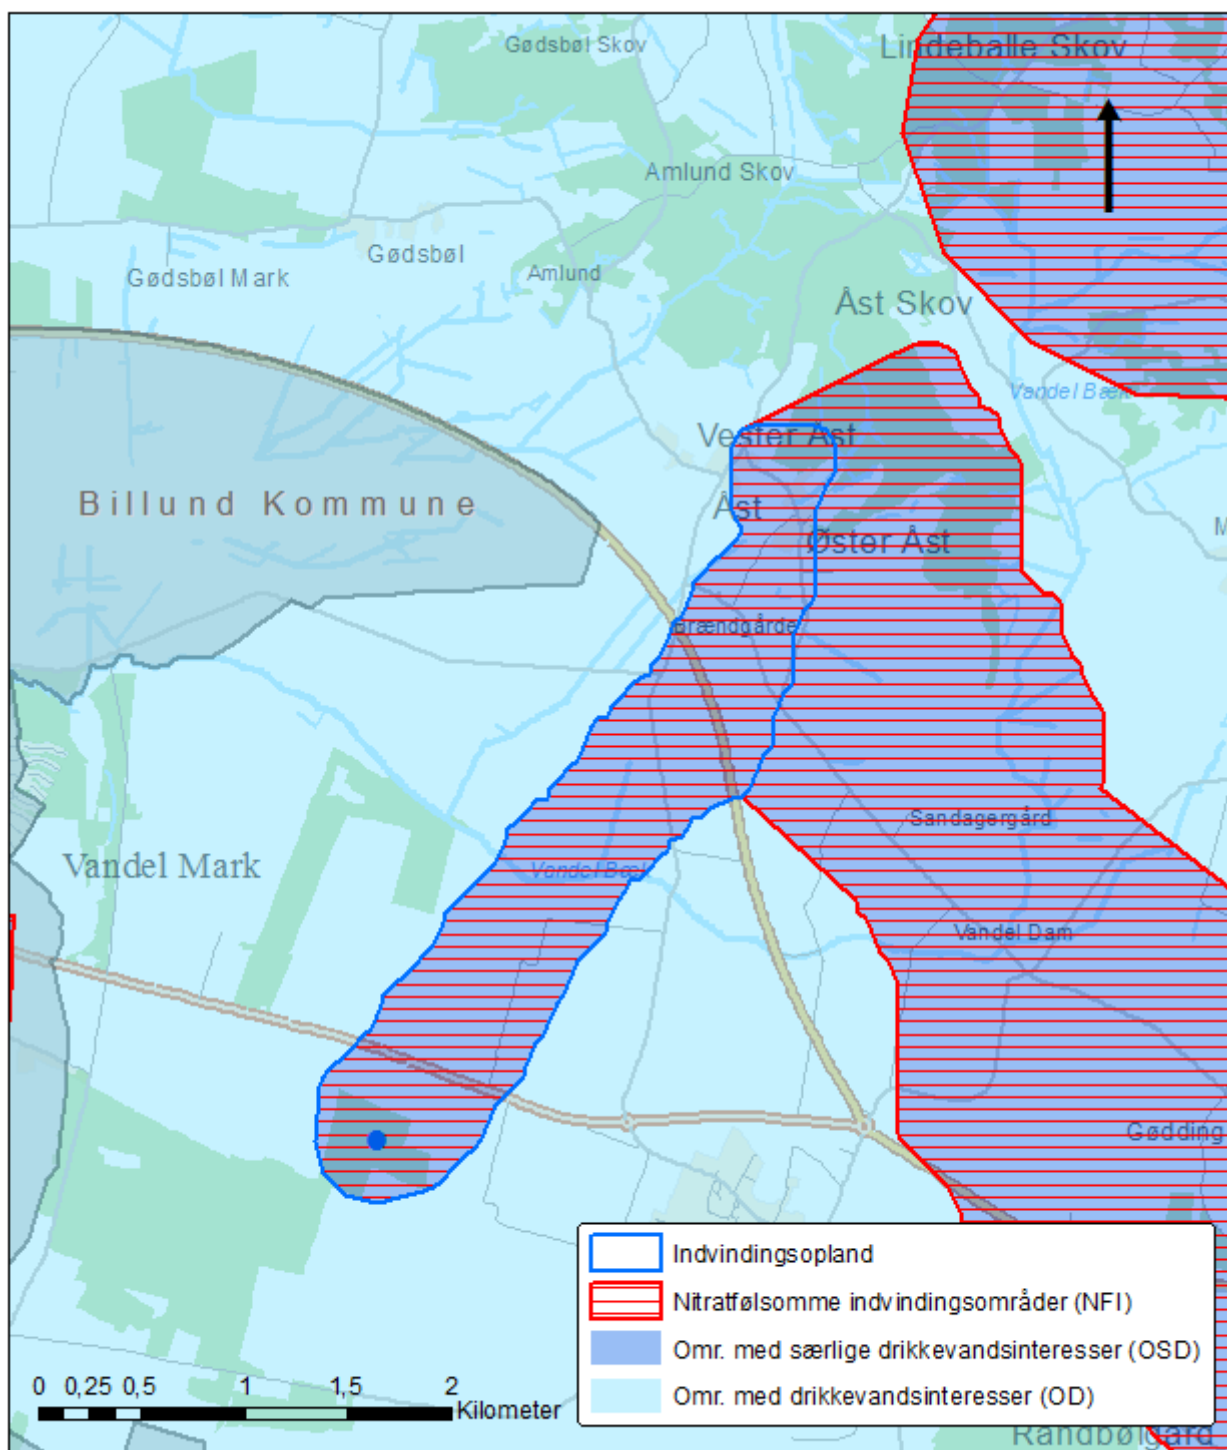 Gødsbøl Skov
Lindeballe Skov
Amlund Skov
Gødsbøl
Gødsbøl Mark
Amlund
Åst Skov
Vandel Bæk
Vester Åst
Billund Kommune
Åst
Øster Åst
M
Brændgårde
Sandagergård
Vandel Mark
Vandel Bæk
Vandel Dam
Gødding
Indvindingsopland
Nitratfølsomme indvindingsområder (NFI)
Omr. med særlige drikkevandsinteresser (OSD)
Omr. med drikkevandsinteresser (OD)
0 0,25 0,5 1 1,5 2
Kilometer
Randbølgård